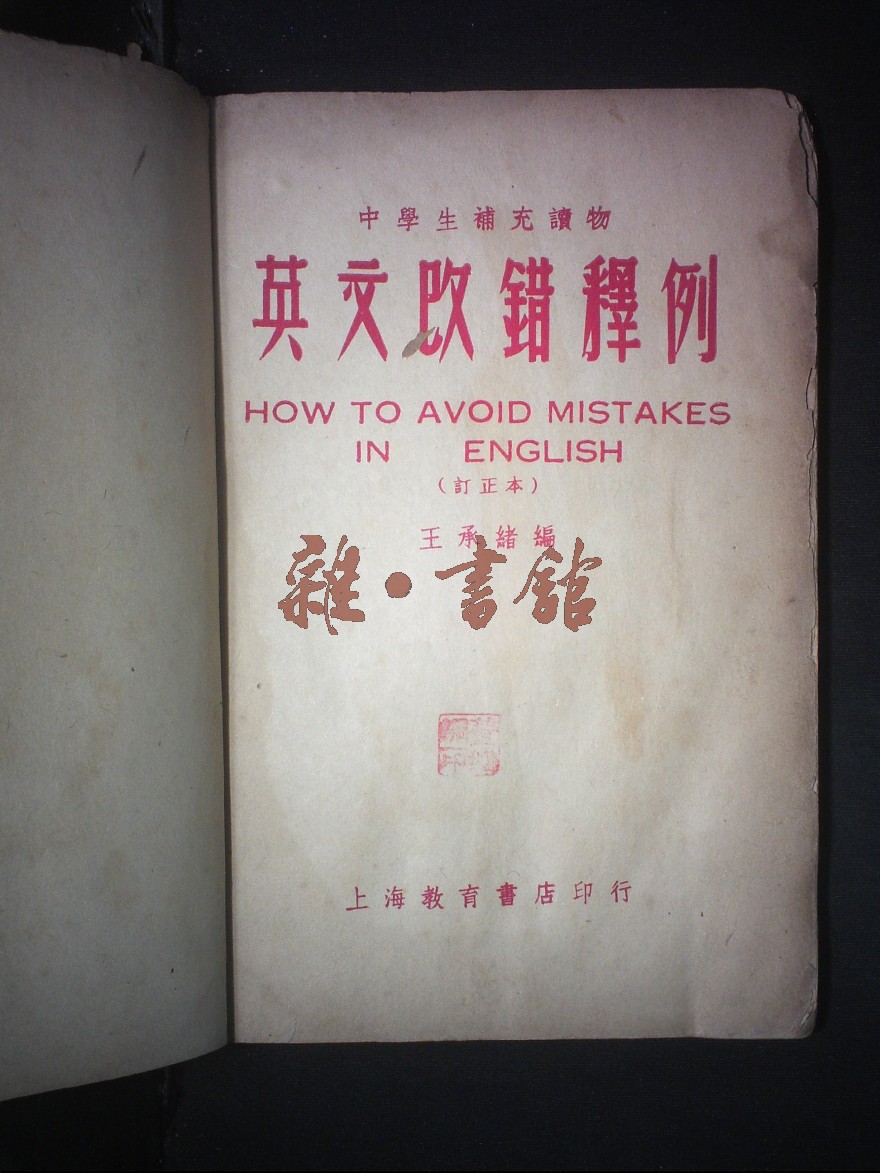 中學生補充讀物
英文改錯釋例
HOW TO AVOID MISTAKES
IN ENGLISH
(訂正本)
王承緒編
雜·書館
上海教育書店印行